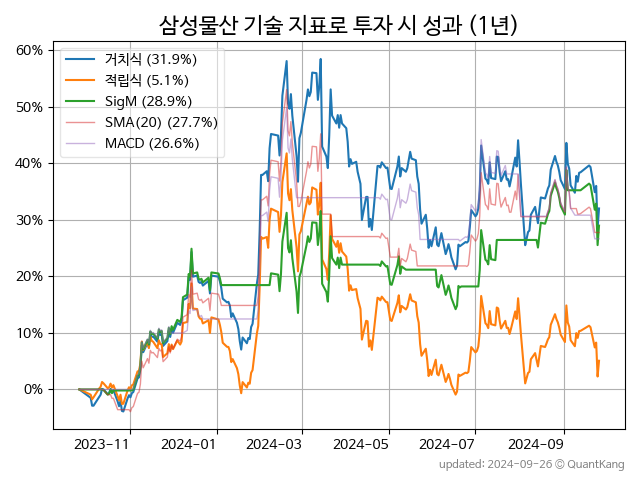 삼성물산 기술 지표로 투자 시 성과 (1년)
60%
50%
40%
30%
20%
10%
0%
거치식 (31.9%)
적립식 (5.1%)
SigM (28.9%)
SMA(20) (27.7%)
MACD (26.6%)
2023-11
2024-01
2024-03
2024-05
2024-07
2024-09
updated: 2024-09-26 © QuantKang